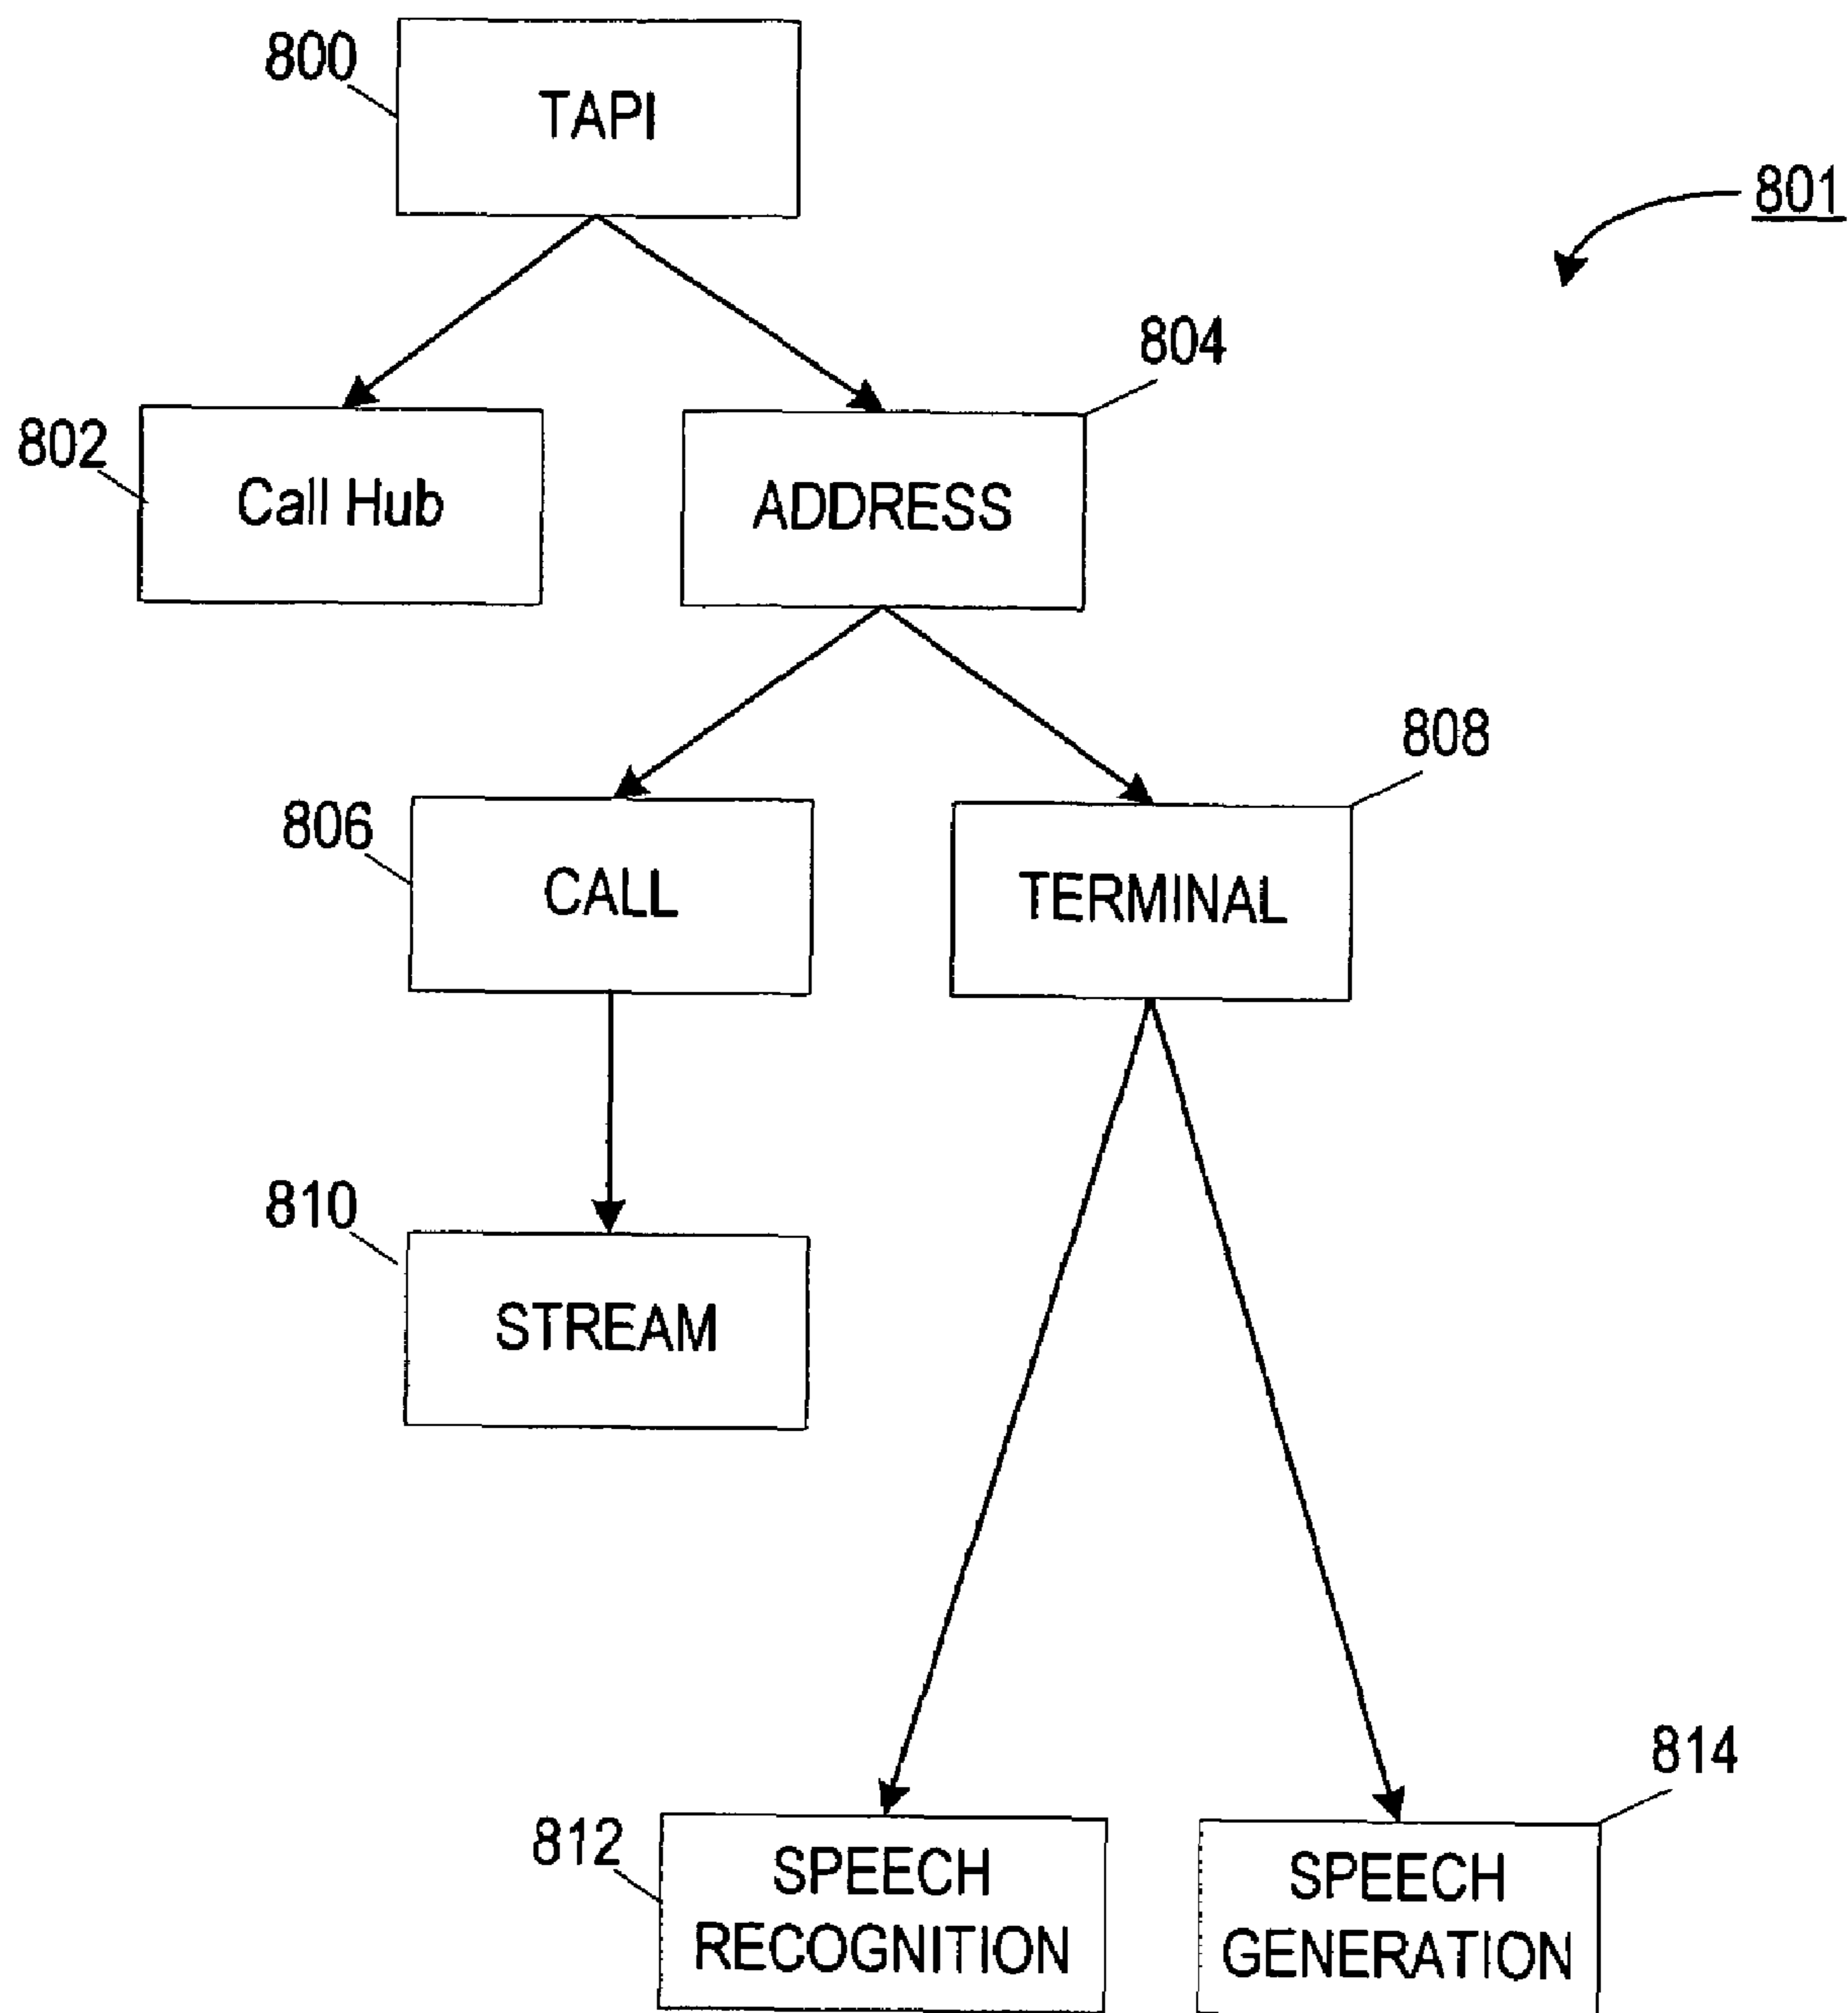 800
TAPI
801
804
802
Call Hub
ADDRESS
808
806
CALL
TERMINAL
810
STREAM
814
812
SPEECH
RECOGNITION
SPEECH
GENERATION